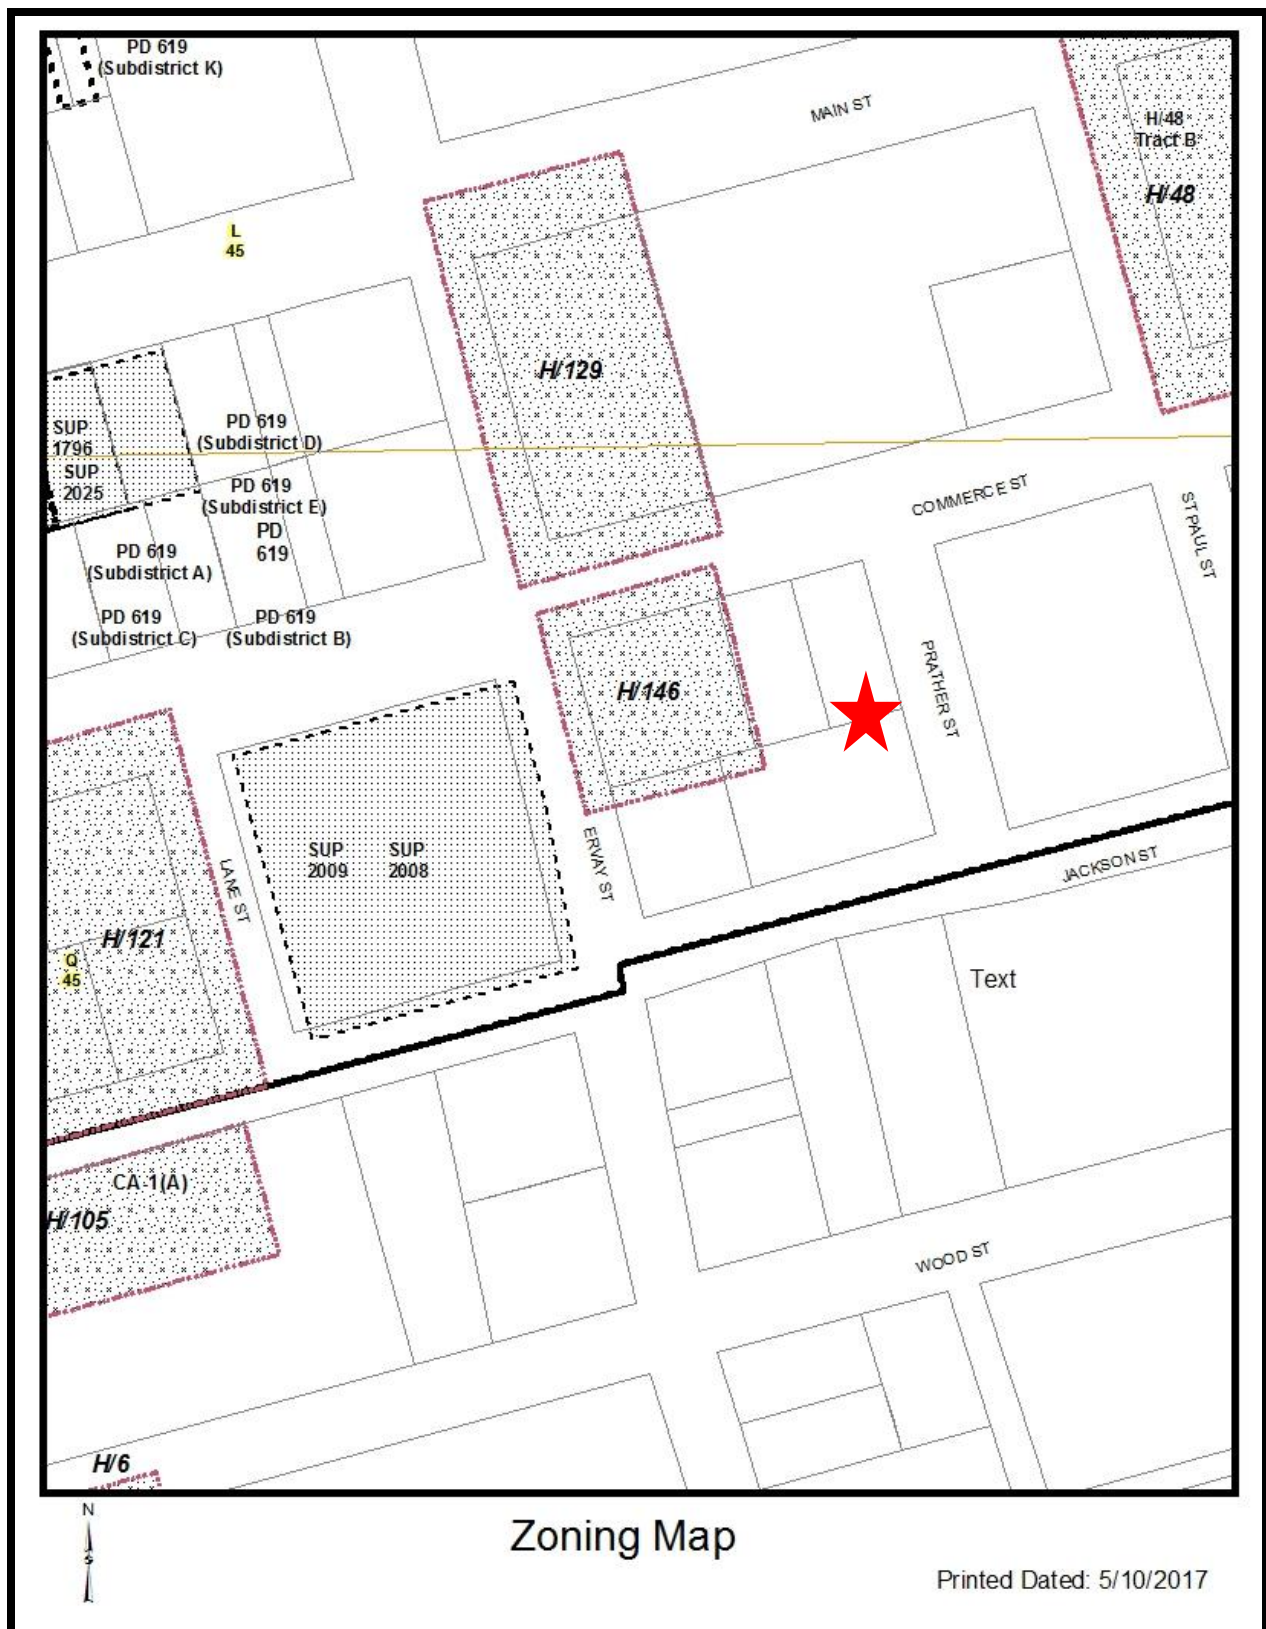 PD 619
(Subdistrict K)
MAIN ST
H/48
Tract B
H/48
L
45
H/129
SUP
1796
SUP
2025
PD 619
(Subdistrict D)
PD 619
(Subdistrict E)
PD
619
COMMERCE ST
ST PAUL ST
PD 619
(Subdistrict A)
PD 619
(Subdistrict C)
PD 619
(Subdistrict B)
PRATHER ST
H/146
ERVAY ST
SUP
2009
SUP
2008
LANE ST
JACKSON ST
H/121
Q
45
Text
CA-1(A)
H/105
WOOD ST
H/6
N
S
Zoning Map
Printed Dated: 5/10/2017